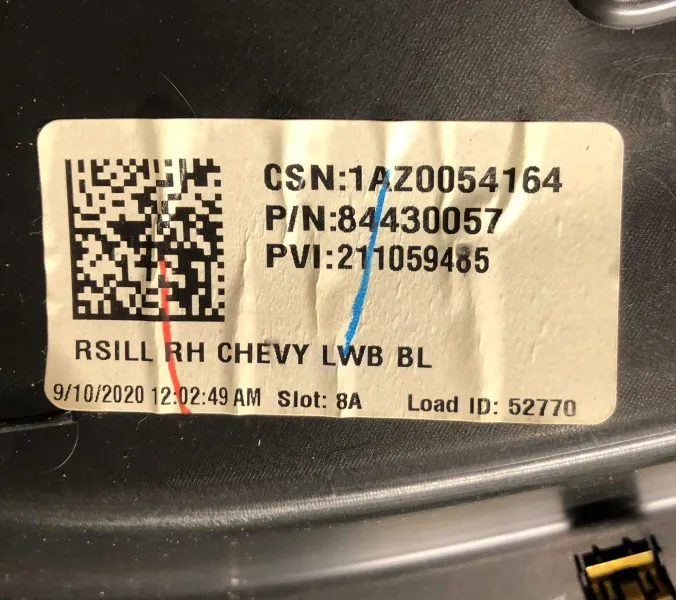 CSN:1AZ0054164
P/N:84430057
PVI:211059485
RSILL RH CHEVY LWB BL
9/10/2020 12:02:49 AM Slot: 8A Load ID: 52770